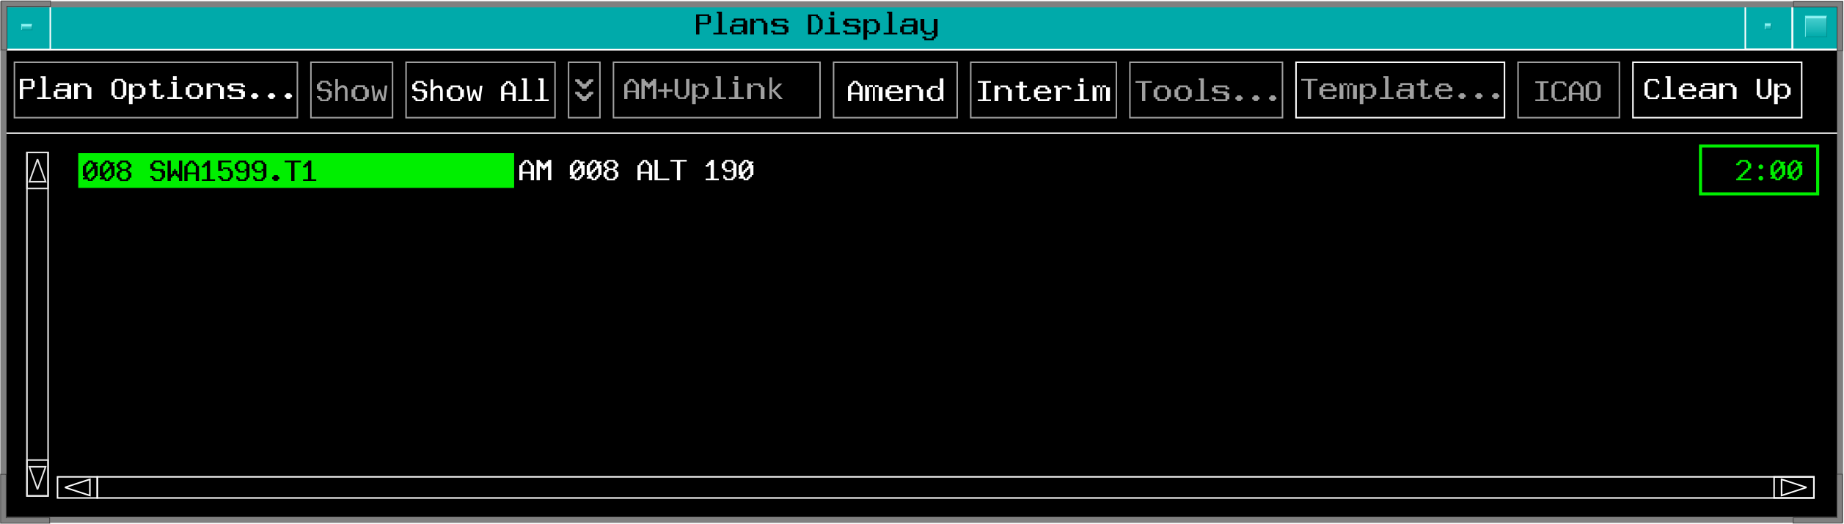 Plans Display
Plan Options... Show Show All AM+Uplink Amend Interim Tools... Template... ICAO Clean Up
008 SWA1599.T1 AM 008 ALT 190 2:00